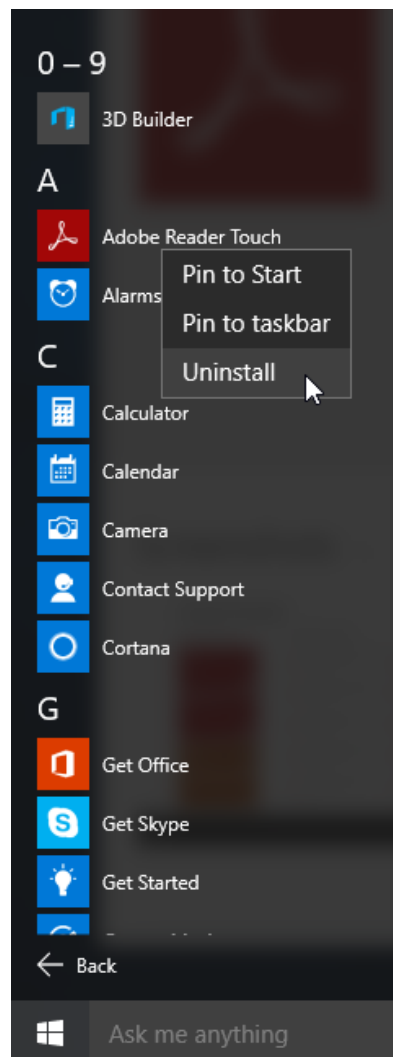 0 – 9
3D Builder
A
Adobe Reader Touch
Pin to Start
Alarms
Pin to taskbar
Uninstall
C
Calculator
Calendar
Camera
Contact Support
Cortana
G
Get Office
Get Skype
Get Started
Back
Ask me anything